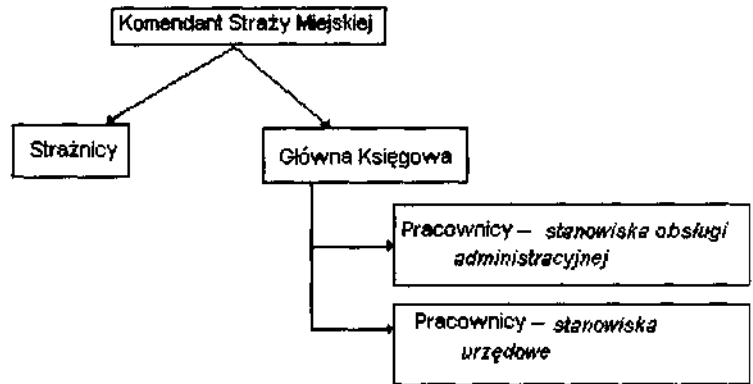 Komendant Straży Miejskiej
Strażnicy
Główna Księgowa
Pracownicy – stanowiska obsługi
administracyjnej
Pracownicy – stanowiska
urzędowe